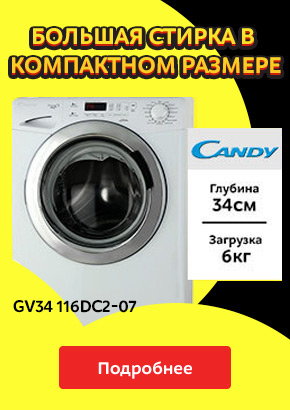 БОЛЬШАЯ СТИРКА В
КОМПАКТНОМ РАЗМЕРЕ
CANDY
Глубина
34см
Загрузка
6кг
GV34 116DC2-07
Подробнее